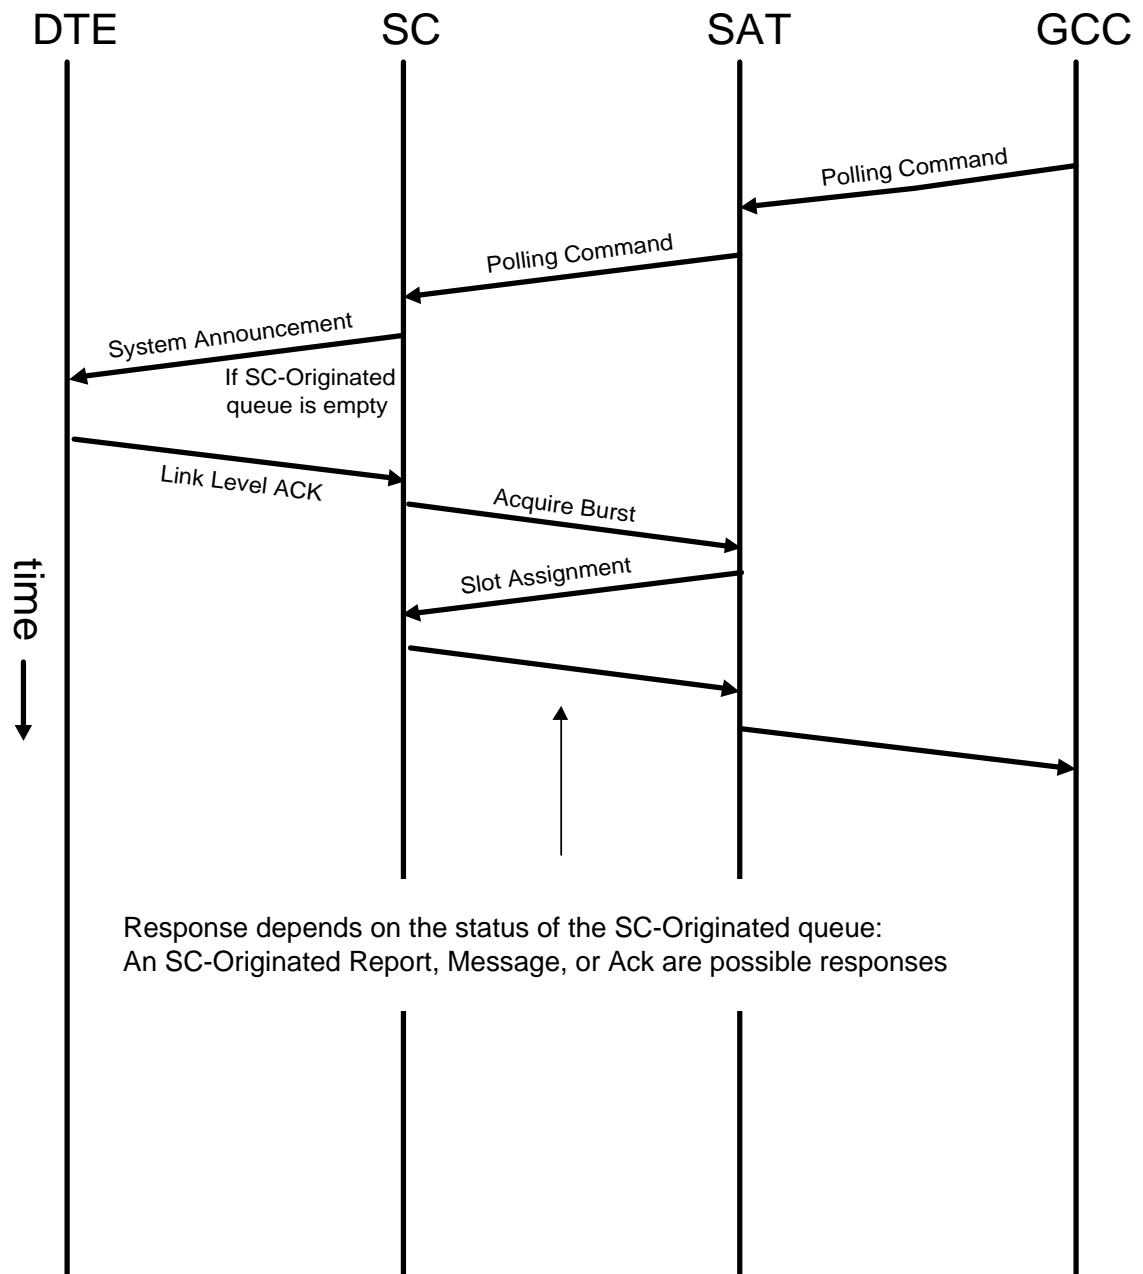 DTE SC SAT GCC
Polling Command
Polling Command
System Announcement
If SC-Originated
queue is empty
Link Level ACK
Acquire Burst
Slot Assignment
time
Response depends on the status of the SC-Originated queue:
An SC-Originated Report, Message, or Ack are possible responses